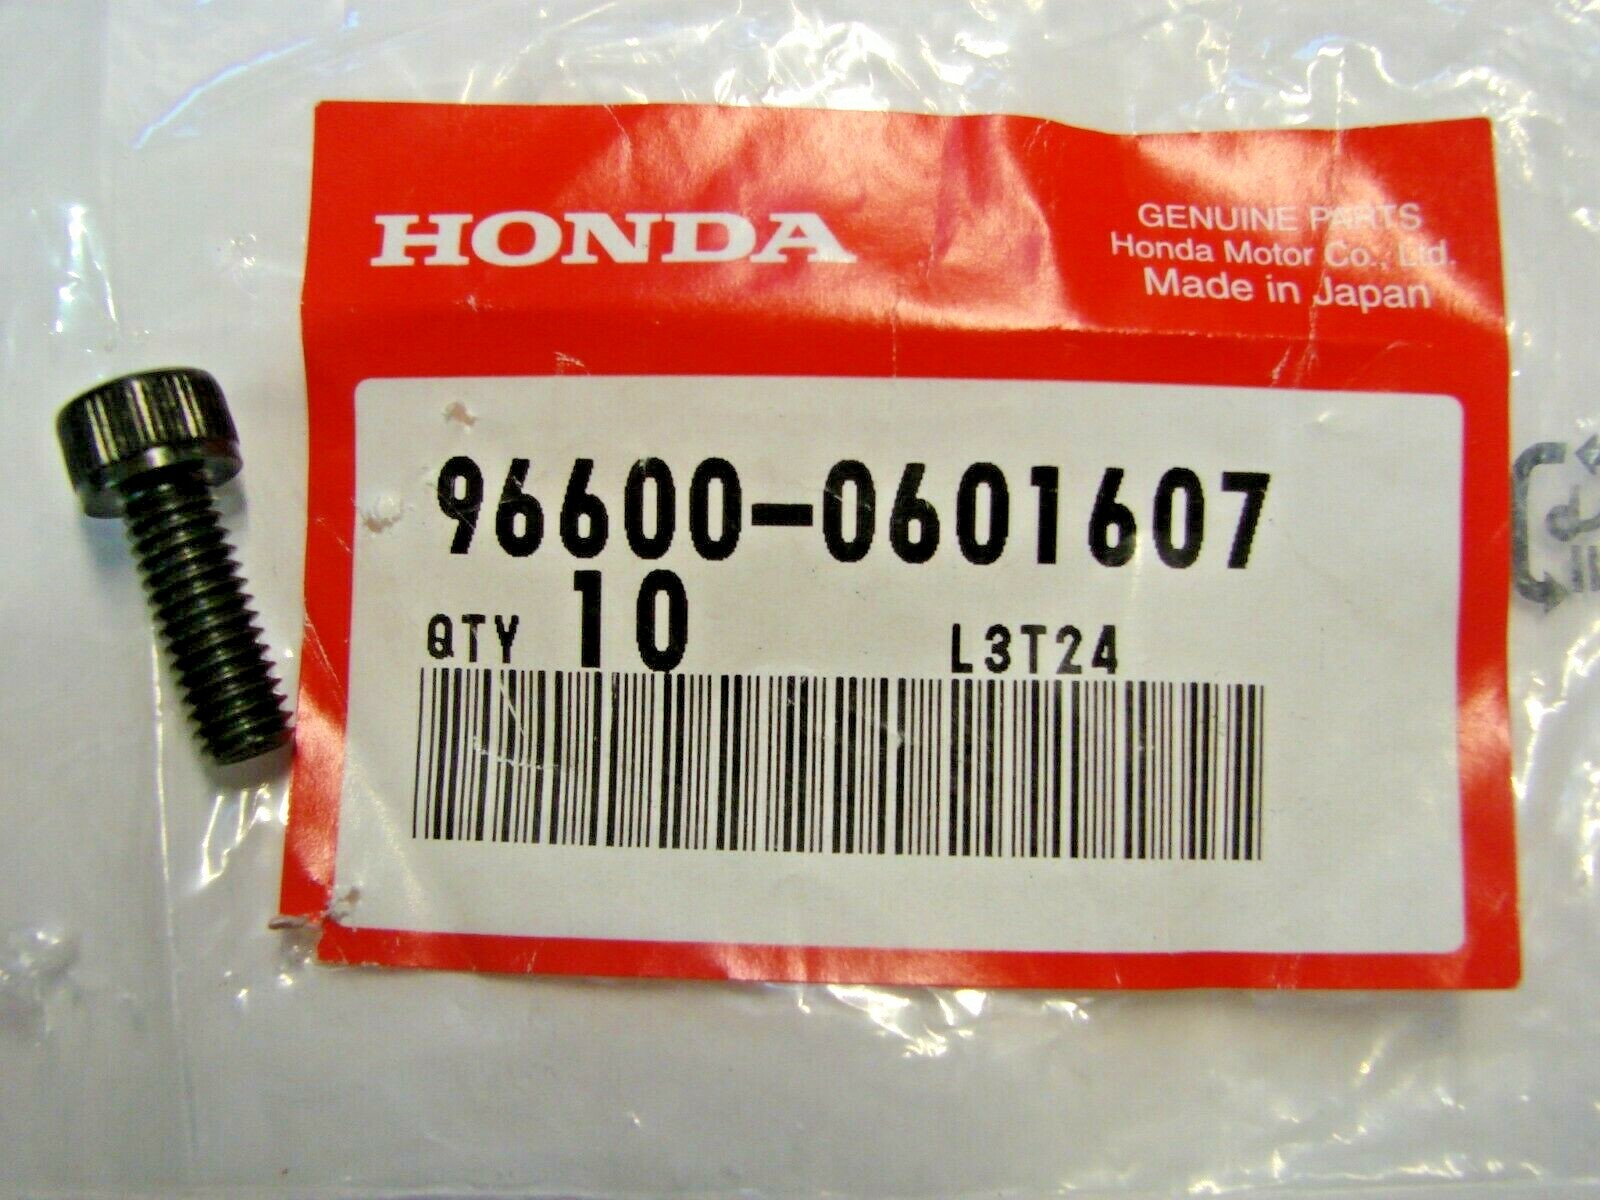 HONDA
GENUINE PARTS
Honda Motor Co., Ltd.
Made in Japan
96600-0601607
QTY 10 L3T24